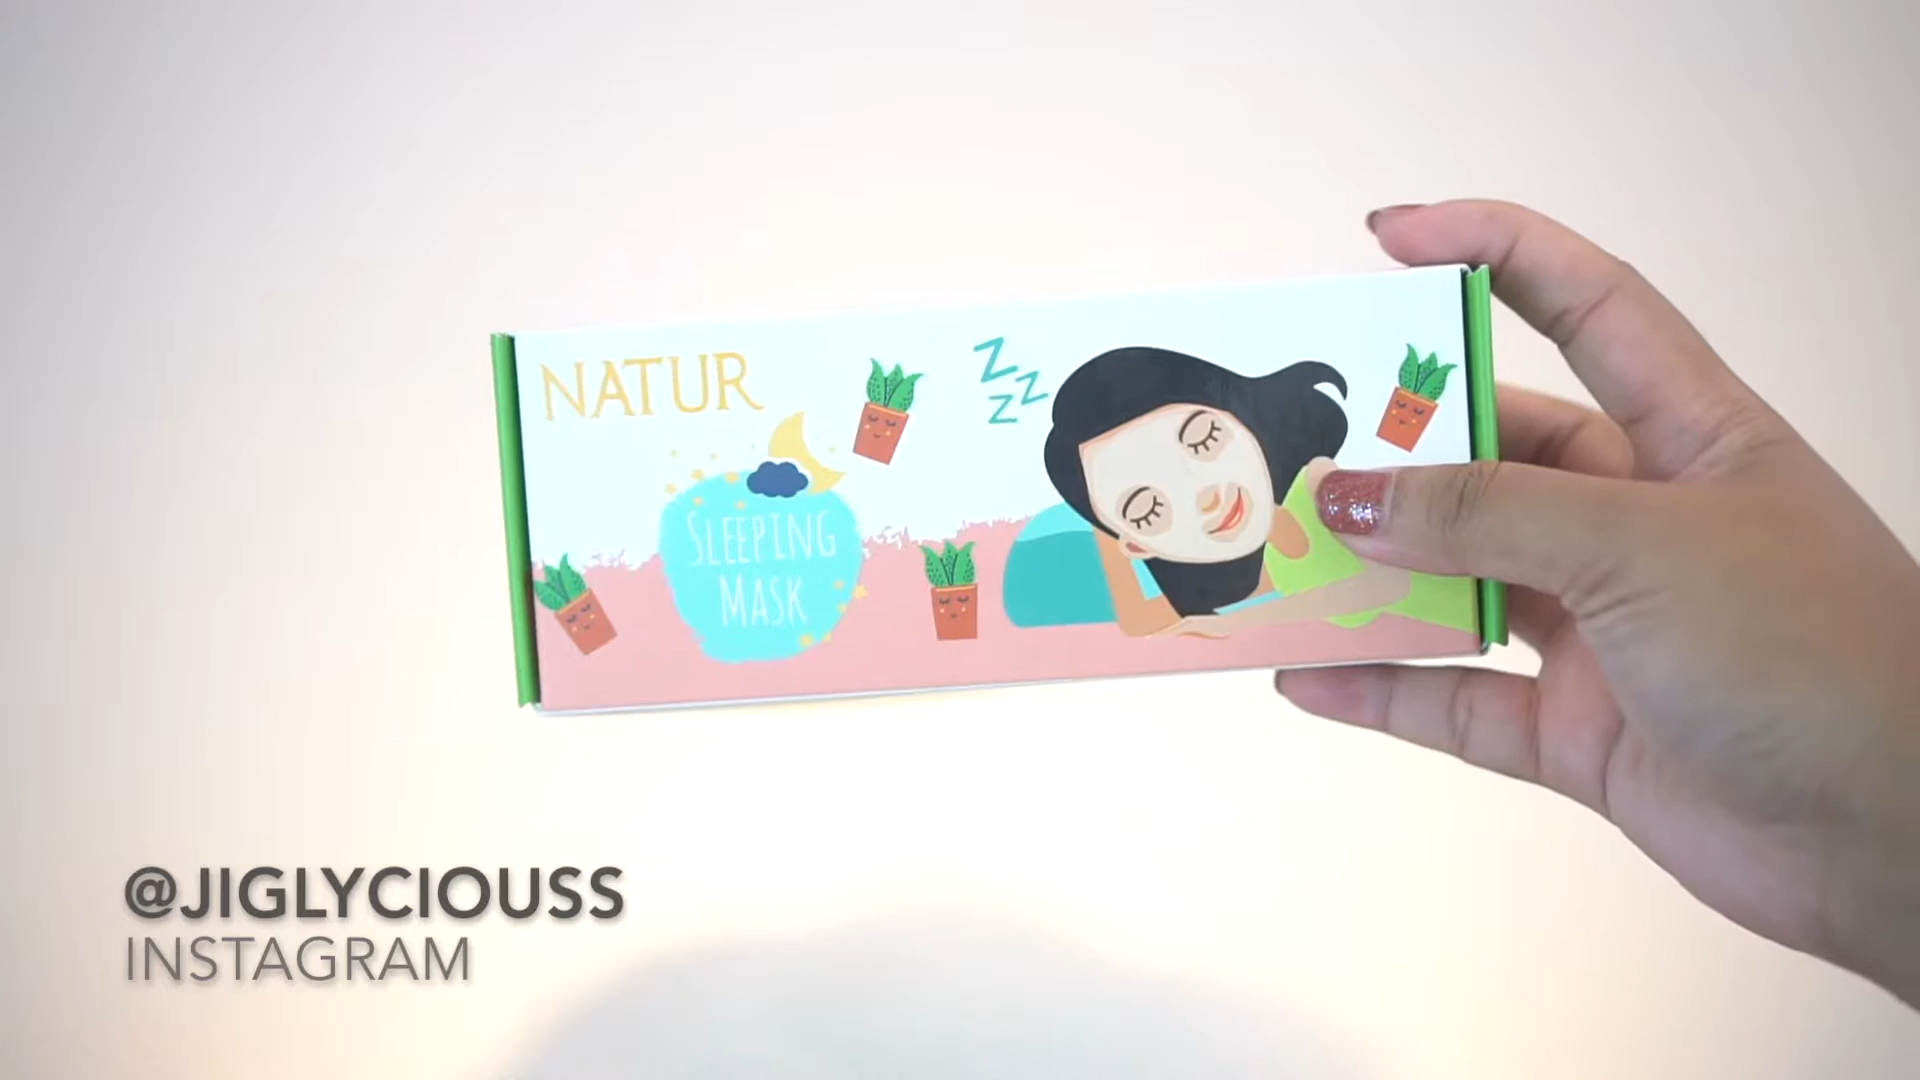 NATUR
Z
Z
Z
SLEEPING
MASK
@JIGLYCIOUSS
INSTAGRAM